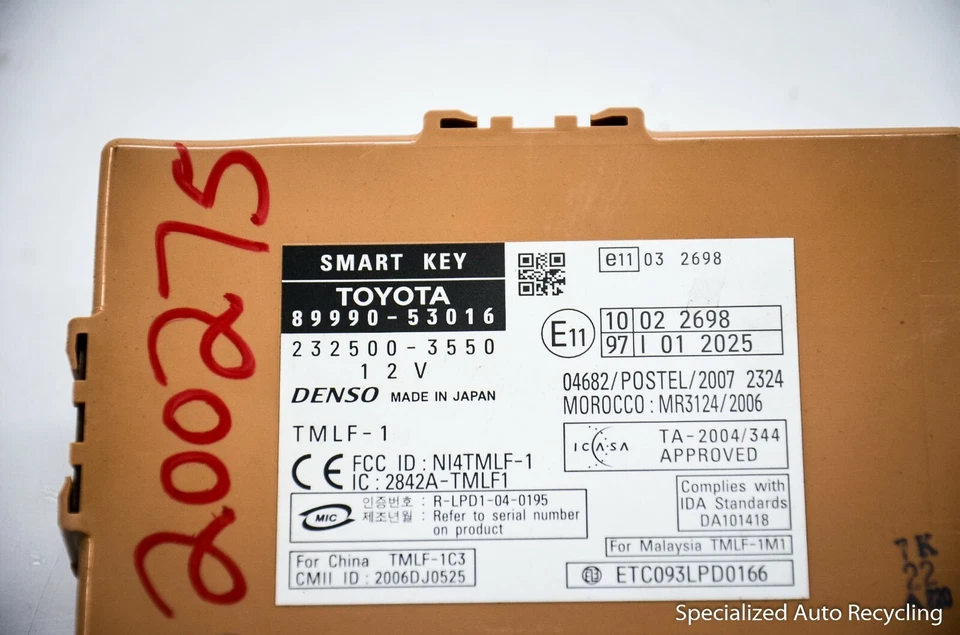 200275
SMART KEY
TOYOTA
89990-53016
232500-3550
12V
DENSO MADE IN JAPAN
TMLF-1
CE FCC ID : NI4TMLF-1
IC : 2842A-TMLF1
MIC 인증번호 : R-LPD1-04-0195
제조년월 : Refer to serial number
on product
For China TMLF-1C3
CMII ID : 2006DJ0525
e11 03 2698
E11 10 02 2698
97 I 01 2025
04682/POSTEL/2007 2324
MOROCCO : MR3124/2006
ICASA TA-2004/344
APPROVED
Complies with
IDA Standards
DA101418
For Malaysia TMLF-1M1
ETC093LPD0166
1K
22
Specialized Auto Recycling